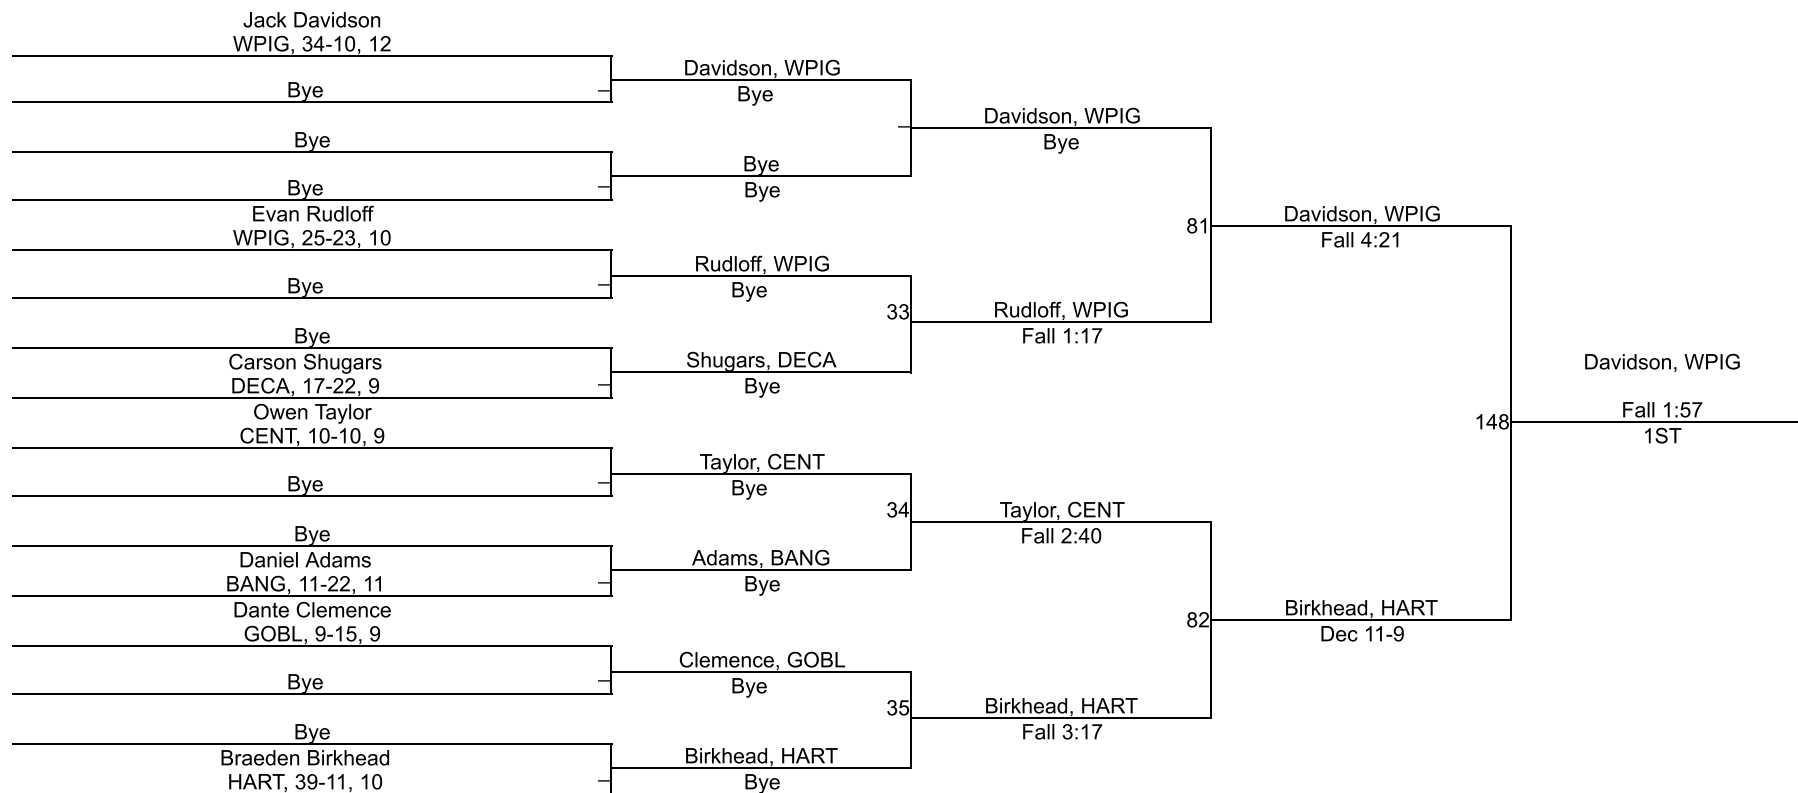 Jack Davidson
WPIG, 34-10, 12
Bye
Bye
Bye
Evan Rudloff
WPIG, 25-23, 10
Bye
Bye
Carson Shugars
DECA, 17-22, 9
Owen Taylor
CENT, 10-10, 9
Bye
Bye
Daniel Adams
BANG, 11-22, 11
Dante Clemence
GOBL, 9-15, 9
Bye
Bye
Braeden Birkhead
HART, 39-11, 10
Davidson, WPIG
Bye
Bye
Bye
Rudloff, WPIG
Bye
33
Shugars, DECA
Bye
Taylor, CENT
Bye
34
Adams, BANG
Bye
Clemence, GOBL
Bye
35
Birkhead, HART
Bye
Davidson, WPIG
Bye
81
Rudloff, WPIG
Fall 1:17
Taylor, CENT
Fall 2:40
82
Birkhead, HART
Fall 3:17
Davidson, WPIG
Fall 4:21
148
Birkhead, HART
Dec 11-9
Davidson, WPIG
Fall 1:57
1ST